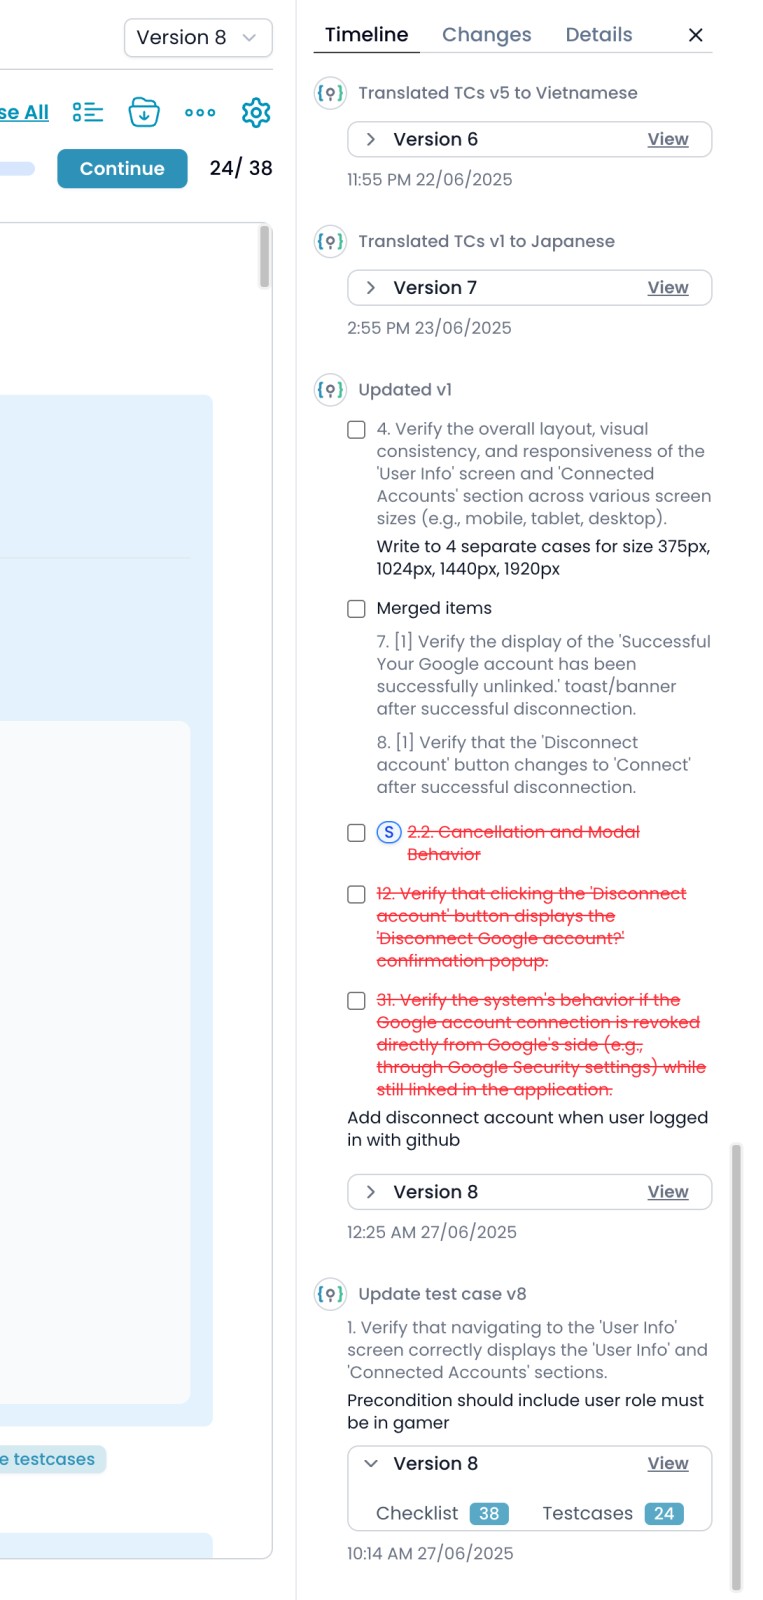 Version 8
se All
Continue
24/ 38
e testcases
Timeline
Changes
Details
Translated TCs v5 to Vietnamese
Version 6
View
11:55 PM 22/06/2025
Translated TCs v1 to Japanese
Version 7
View
2:55 PM 23/06/2025
Updated v1
4. Verify the overall layout, visual
consistency, and responsiveness of the
'User Info' screen and 'Connected
Accounts' section across various screen
sizes (e.g., mobile, tablet, desktop).
Write to 4 separate cases for size 375px,
1024px, 1440px, 1920px
Merged items
7. [1] Verify the display of the 'Successful
Your Google account has been
successfully unlinked.' toast/banner
after successful disconnection.
8. [1] Verify that the 'Disconnect
account' button changes to 'Connect'
after successful disconnection.
S 2.2. Cancellation and Modal
Behavior
12. Verify that clicking the 'Disconnect
account' button displays the
'Disconnect Google account?'
confirmation popup.
31. Verify the system's behavior if the
Google account connection is revoked
directly from Google's side (e.g.,
through Google Security settings) while
still linked in the application.
Add disconnect account when user logged
in with github
Version 8
View
12:25 AM 27/06/2025
Update test case v8
1. Verify that navigating to the 'User Info'
screen correctly displays the 'User Info' and
'Connected Accounts' sections.
Precondition should include user role must
be in gamer
Version 8
View
Checklist 38
Testcases 24
10:14 AM 27/06/2025